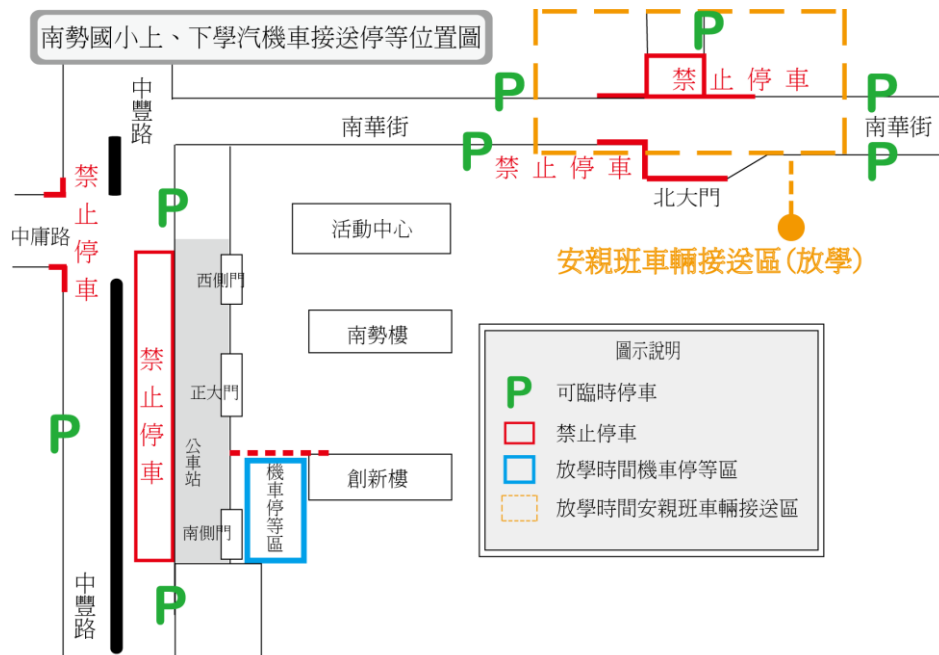 南勢國小上、下學汽機車接送停等位置圖
中豐路
P
P
禁止停車
P
南華街
南華街
P
禁止停車
P
北大門
禁止停車
中庸路
P
活動中心
安親班車輛接送區(放學)
西側門
南勢樓
禁止停車
正大門
P
公車站
機車停等區
創新樓
南側門
中豐路
P
圖示說明
P 可臨時停車
禁止停車
放學時間機車停等區
放學時間安親班車輛接送區